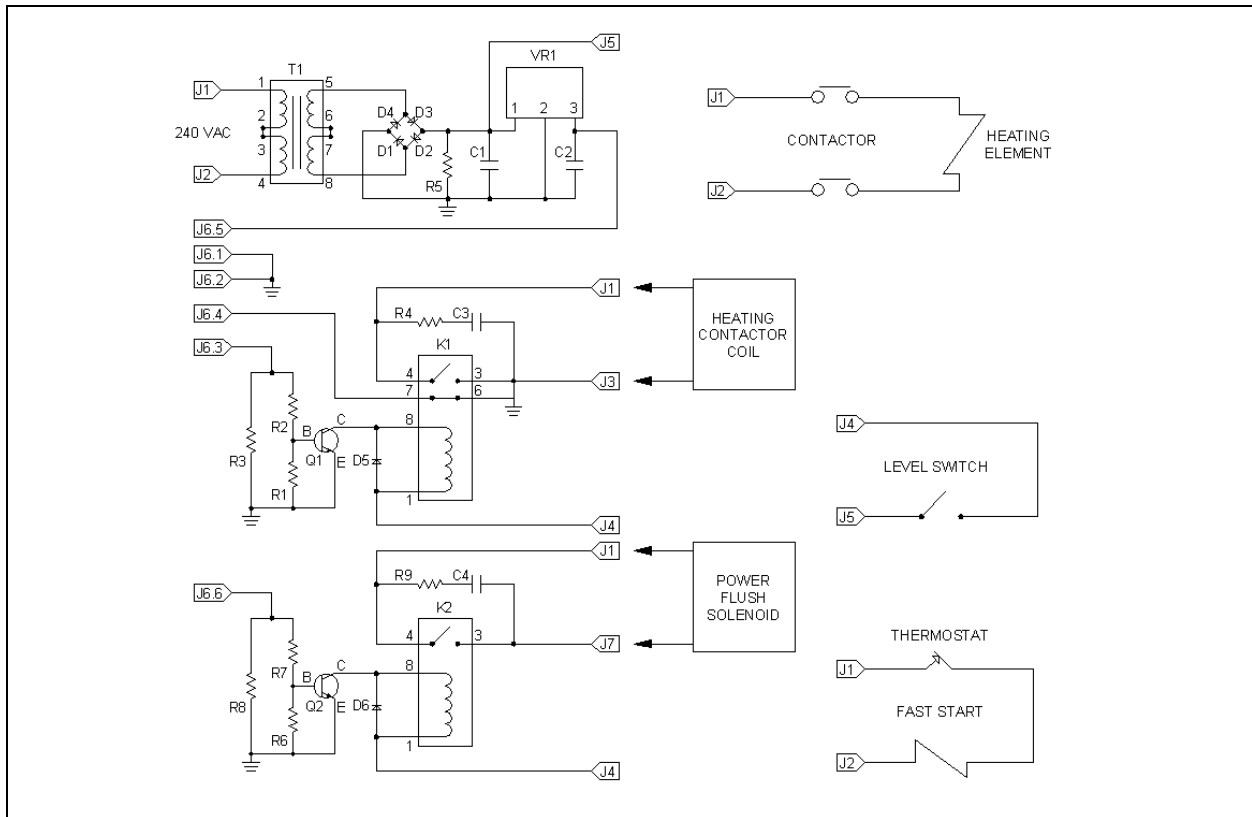 J5
VR1
T1
1 5
J1
D4 D3
2 6
1 2 3
240 VAC
3 7
D1 D2
C1 C2
J2
4 8
R5
J6.5
J6.1
J6.2
J6.4
J6.3
J1
R4 C3
K1
4 3
7 6
J3
R2 B C 8
R3 Q1 E D5
R1
1
J4
J1
R9 C4
J6.6
K2
4 3
J7
R7 B C 8
R8 Q2 E D6
R6
1
J4
J1
CONTACTOR
J2
HEATING
ELEMENT
HEATING
CONTACTOR
COIL
J4
LEVEL SWITCH
J5
POWER
FLUSH
SOLENOID
THERMOSTAT
J1
FAST START
J2